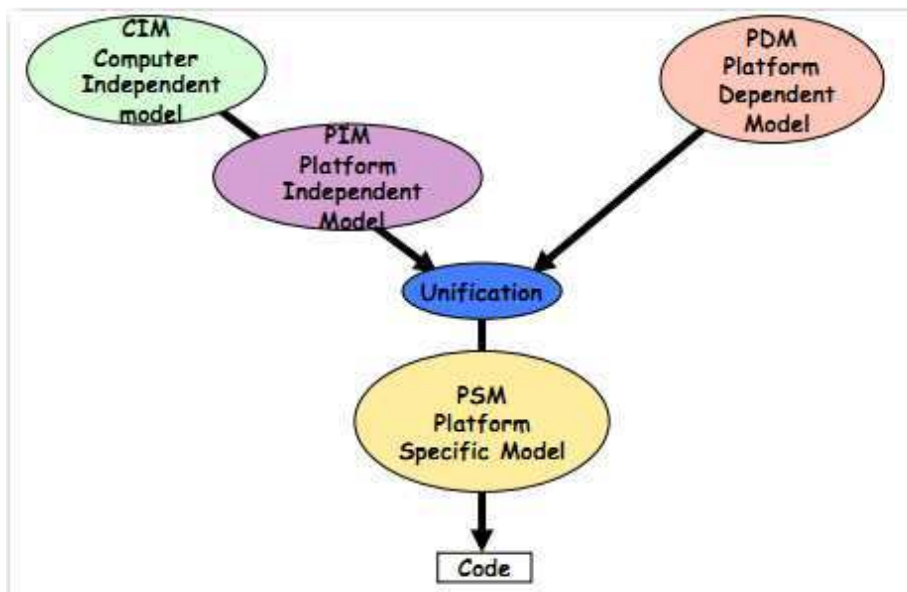 CIM
Computer
Independent
model
PDM
Platform
Dependent
Model
PIM
Platform
Independent
Model
Unification
PSM
Platform
Specific Model
Code